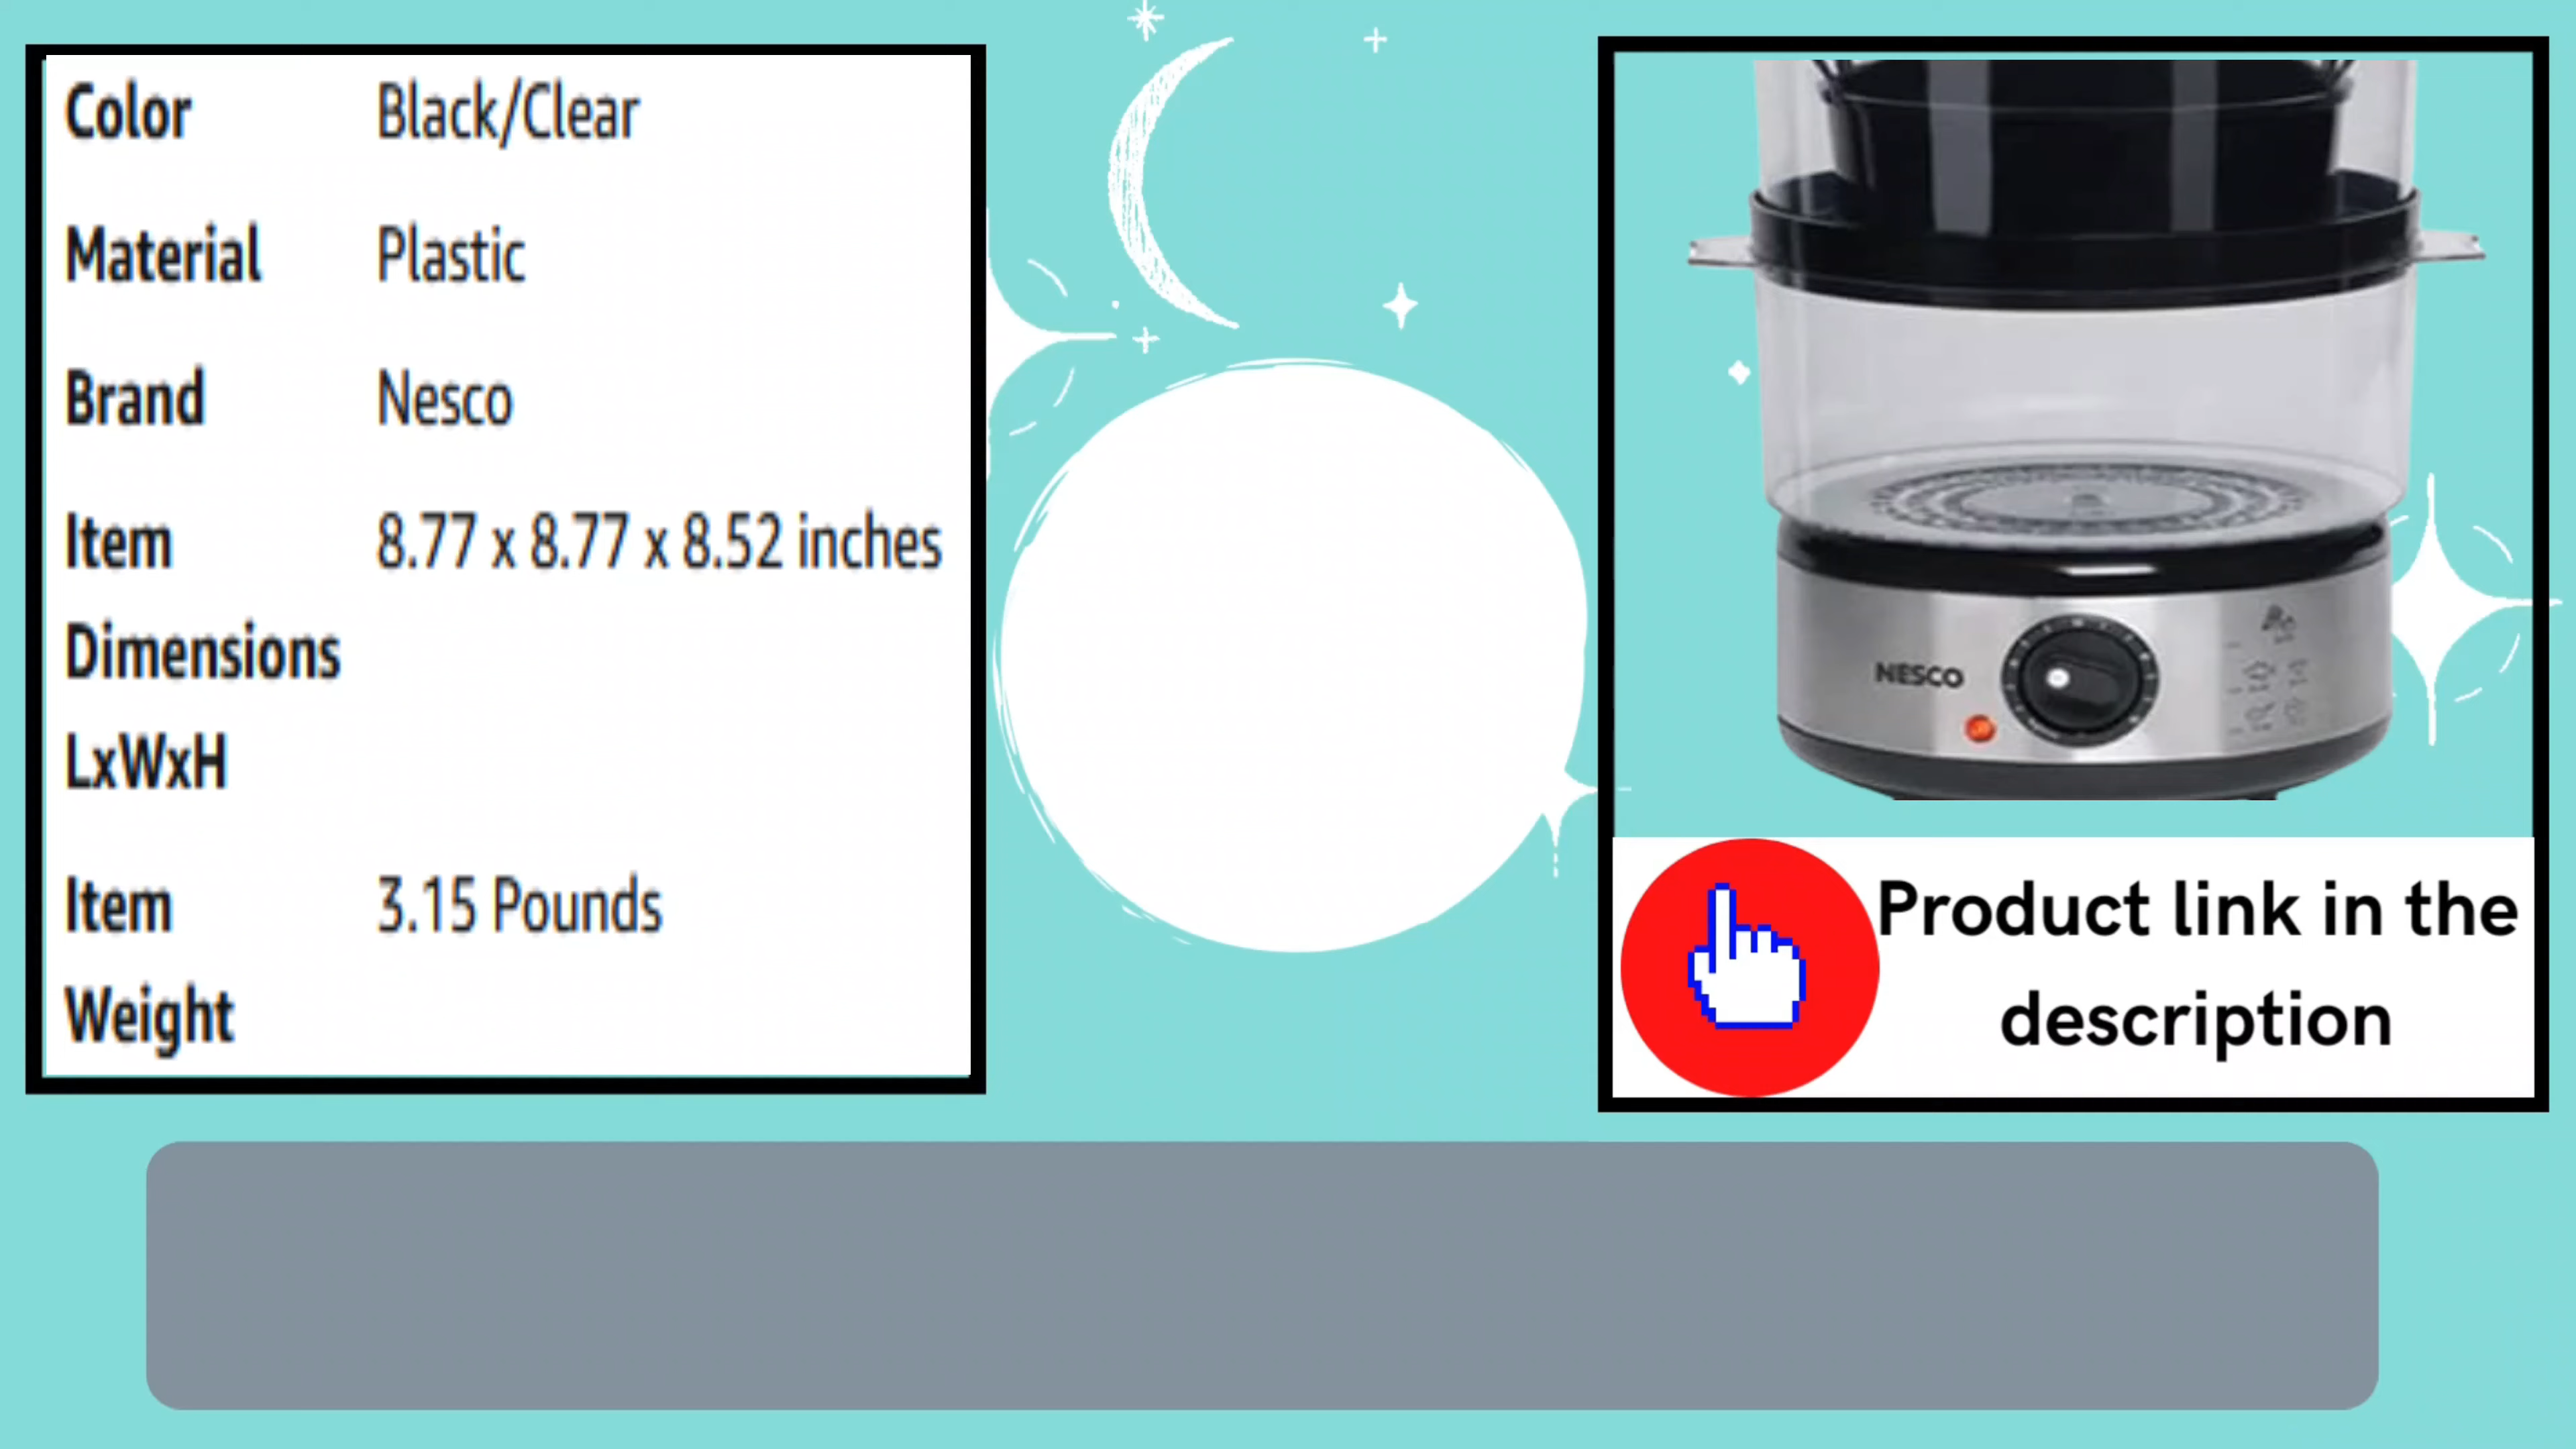 Color Black/Clear
Material Plastic
Brand Nesco
Item 8.77 x 8.77 x 8.52 inches
Dimensions
LxWxH
Item 3.15 Pounds
Weight
NESCO
Product link in the
description